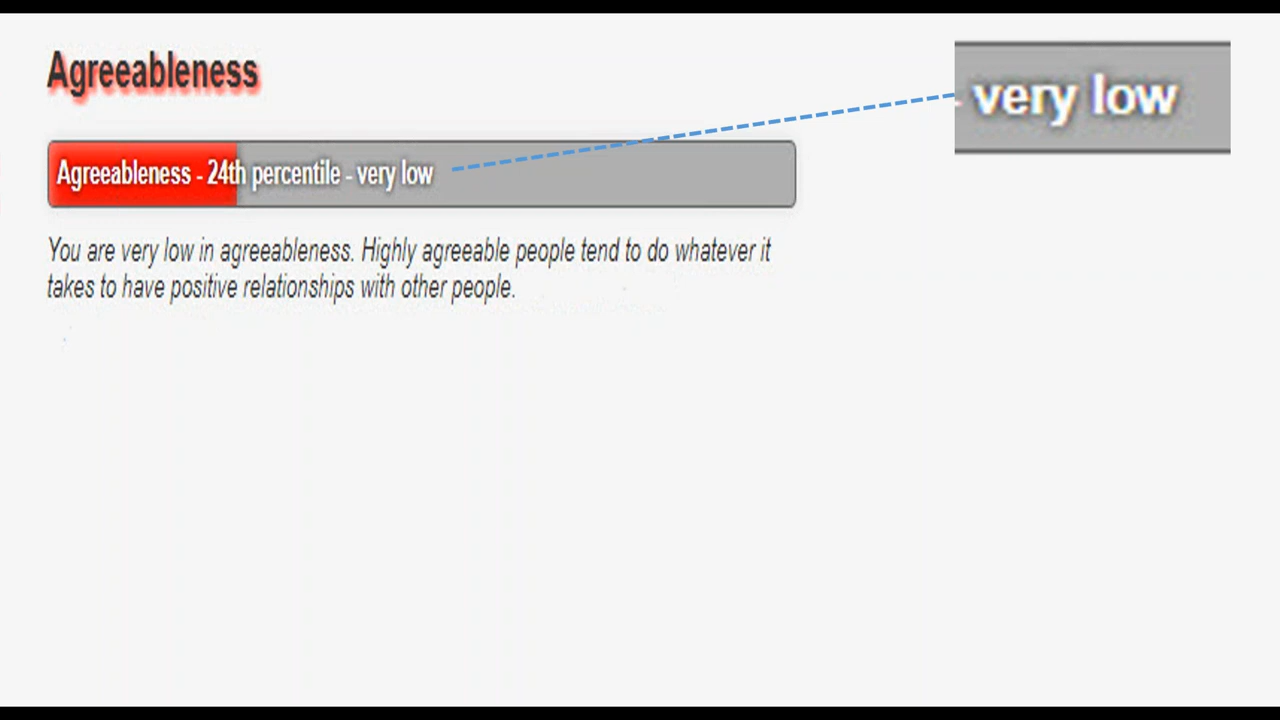 Agreeableness
- very low
Agreeableness - 24th percentile - very low
You are very low in agreeableness. Highly agreeable people tend to do whatever it
takes to have positive relationships with other people.